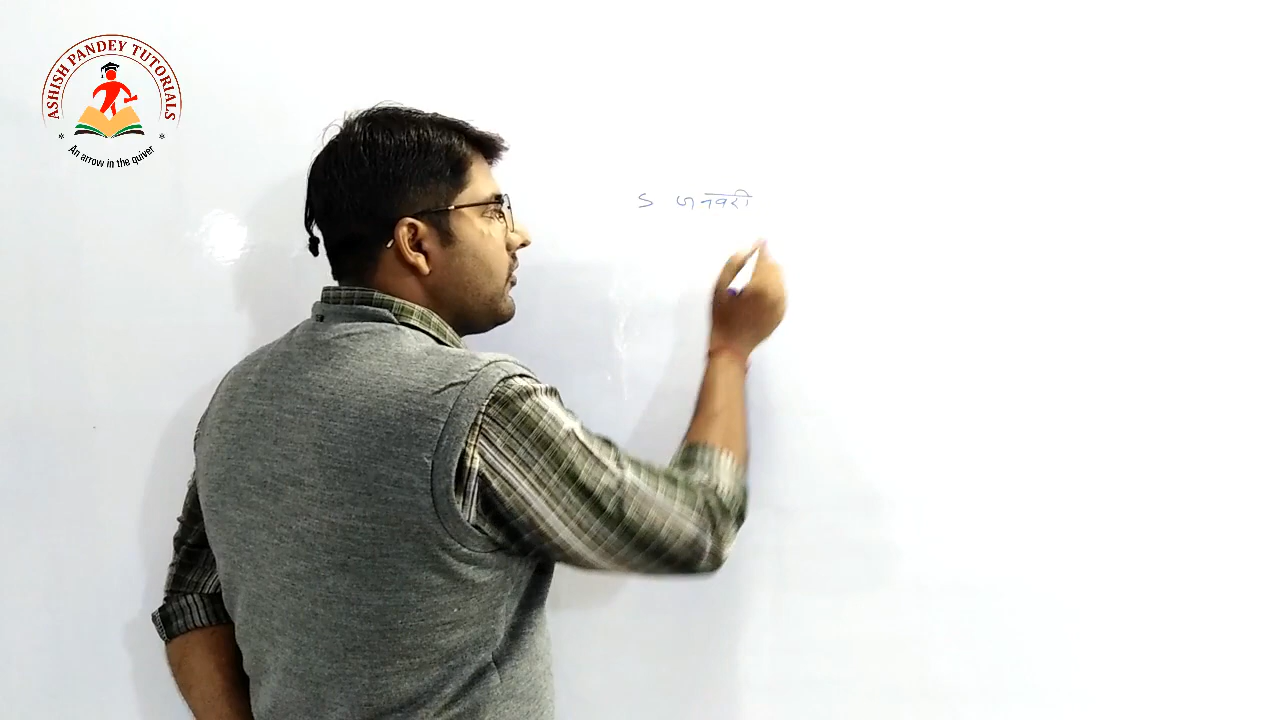 ASHISH PANDEY TUTORIALS
An arrow in the quiver
5 जनवरी